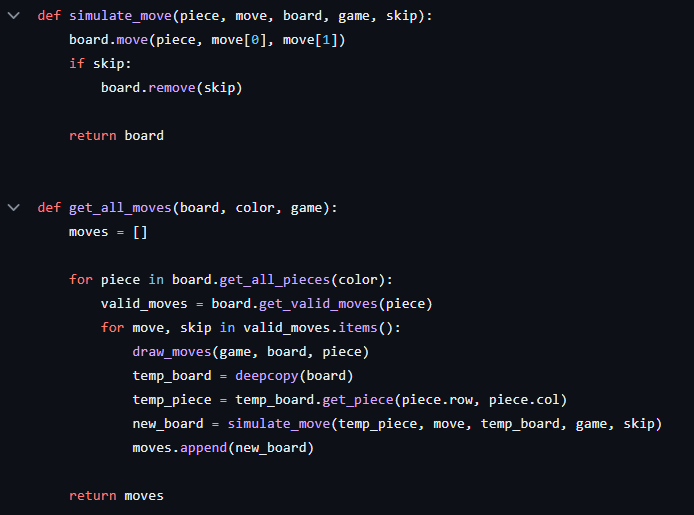 def simulate_move(piece, move, board, game, skip):
    board.move(piece, move[0], move[1])
    if skip:
        board.remove(skip)

    return board


def get_all_moves(board, color, game):
    moves = []

    for piece in board.get_all_pieces(color):
        valid_moves = board.get_valid_moves(piece)
        for move, skip in valid_moves.items():
            draw_moves(game, board, piece)
            temp_board = deepcopy(board)
            temp_piece = temp_board.get_piece(piece.row, piece.col)
            new_board = simulate_move(temp_piece, move, temp_board, game, skip)
            moves.append(new_board)

    return moves